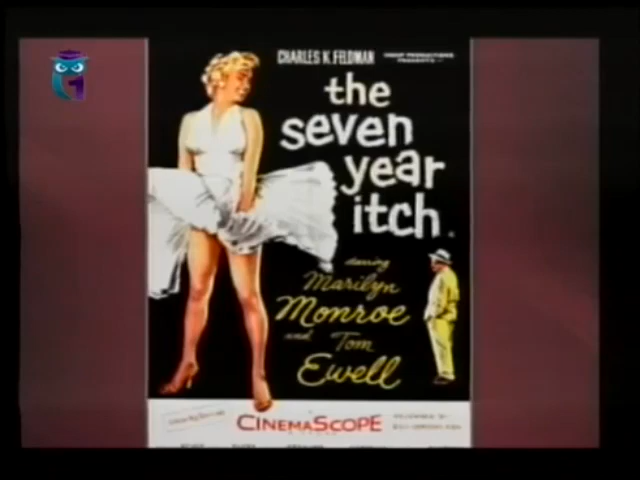 CHARLES K. FELDMAN
the
seven
year
itch.
starring
Marilyn
Monroe
and Tom
Ewell
CINEMASCOPE